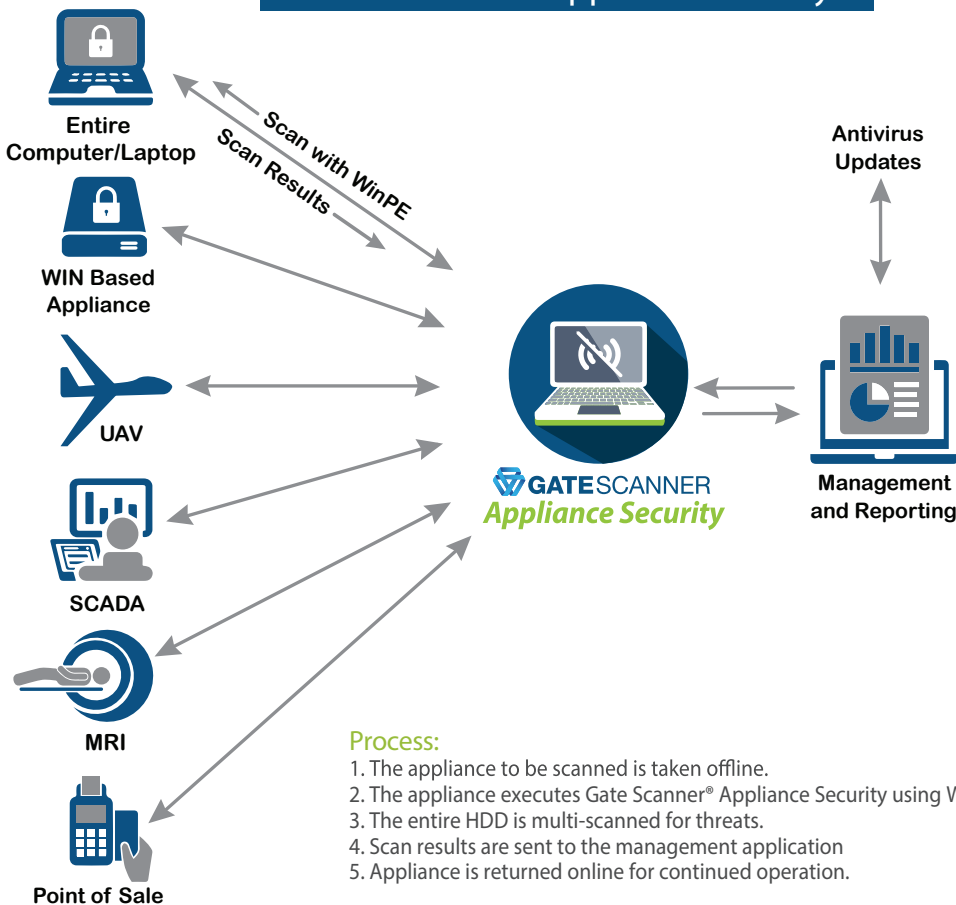 Appliance Security
Entire
Computer/Laptop
Scan with WinPE
Scan Results
WIN Based
Appliance
UAV
SCADA
MRI
Point of Sale
GATESCANNER
Appliance Security
Antivirus
Updates
Management
and Reporting
Process:
1. The appliance to be scanned is taken offline.
2. The appliance executes Gate Scanner® Appliance Security using
3. The entire HDD is multi-scanned for threats.
4. Scan results are sent to the management application
5. Appliance is returned online for continued operation.